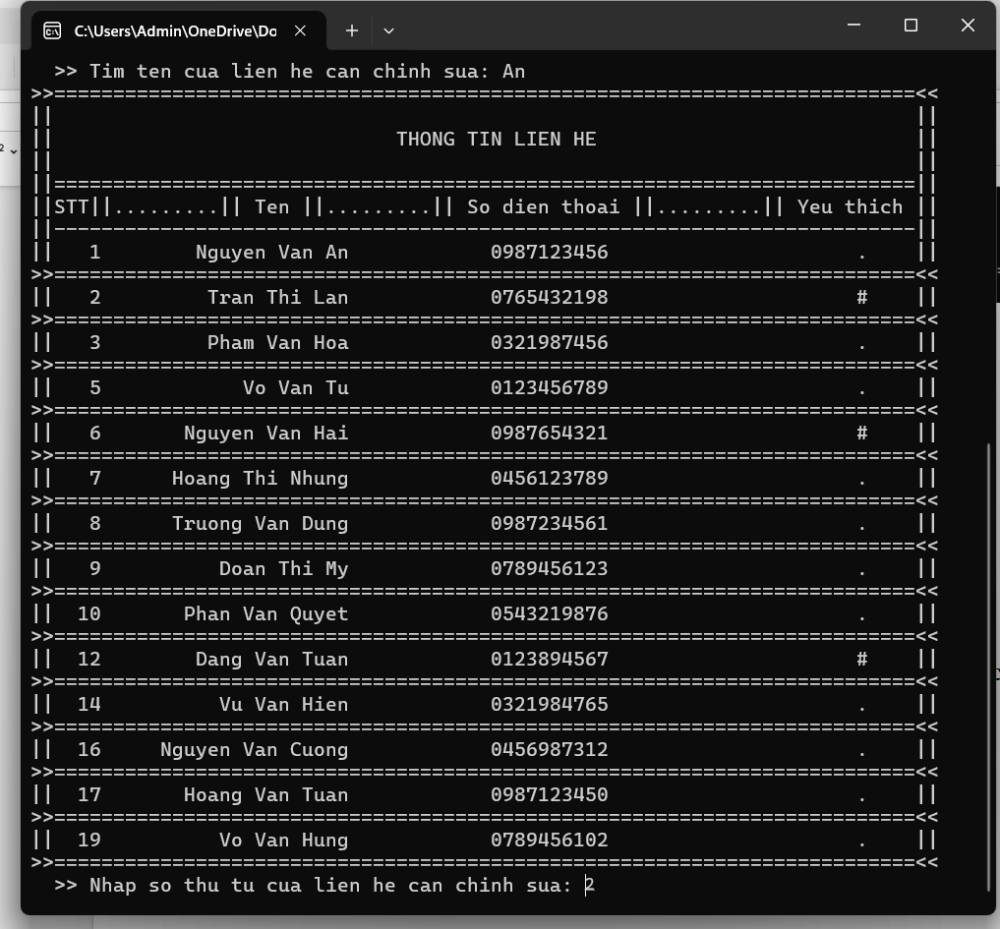 C:\Users\Admin\OneDrive\Do
>> Tim ten cua lien he can chinh sua: An
>>=========================================================================<<
|| ||
|| THONG TIN LIEN HE ||
|| ||
||=========================================================================||
||STT||.........|| Ten ||.........|| So dien thoai ||.........|| Yeu thich ||
||-------------------------------------------------------------------------||
|| 1 Nguyen Van An 0987123456 . ||
>>=========================================================================<<
|| 2 Tran Thi Lan 0765432198 # ||
>>=========================================================================<<
|| 3 Pham Van Hoa 0321987456 . ||
>>=========================================================================<<
|| 5 Vo Van Tu 0123456789 . ||
>>=========================================================================<<
|| 6 Nguyen Van Hai 0987654321 # ||
>>=========================================================================<<
|| 7 Hoang Thi Nhung 0456123789 . ||
>>=========================================================================<<
|| 8 Truong Van Dung 0987234561 . ||
>>=========================================================================<<
|| 9 Doan Thi My 0789456123 . ||
>>=========================================================================<<
|| 10 Phan Van Quyet 0543219876 . ||
>>=========================================================================<<
|| 12 Dang Van Tuan 0123894567 # ||
>>=========================================================================<<
|| 14 Vu Van Hien 0321984765 . ||
>>=========================================================================<<
|| 16 Nguyen Van Cuong 0456987312 . ||
>>=========================================================================<<
|| 17 Hoang Van Tuan 0987123450 . ||
>>=========================================================================<<
|| 19 Vo Van Hung 0789456102 . ||
>>=========================================================================<<
>> Nhap so thu tu cua lien he can chinh sua: 2